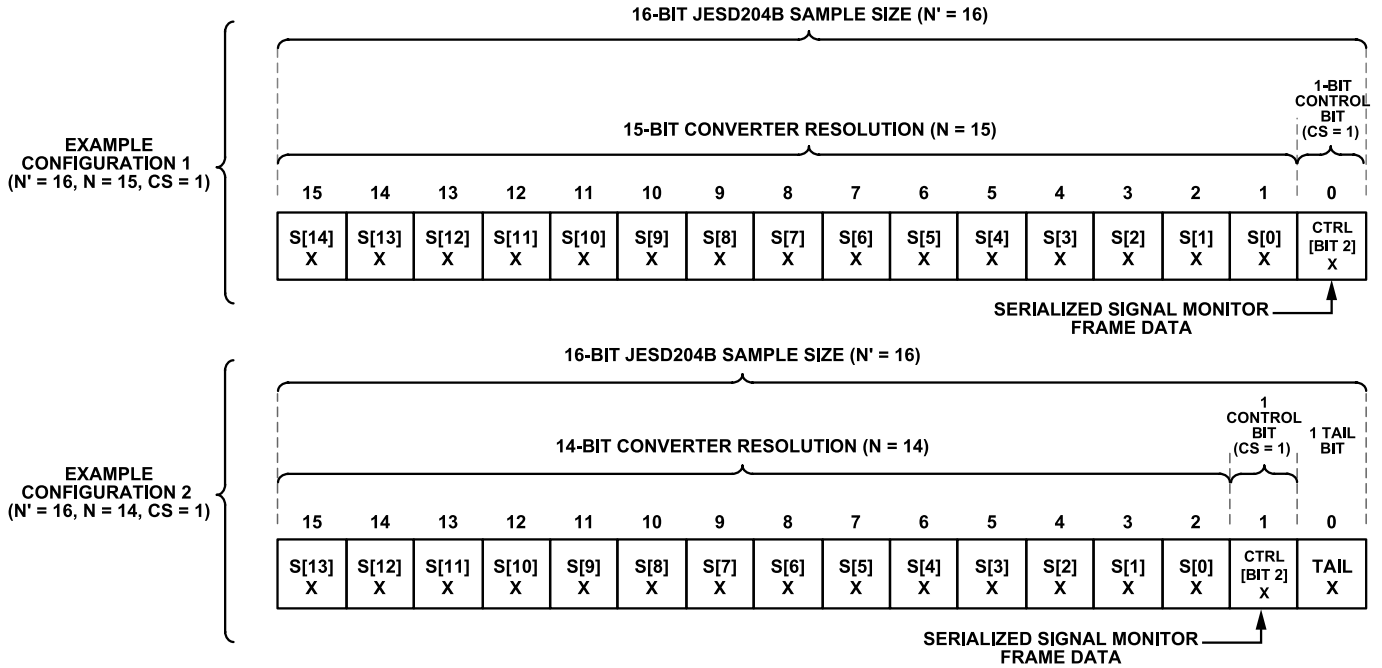 16-BIT JESD204B SAMPLE SIZE (N' = 16)
1-BIT
CONTROL
BIT
(CS = 1)
15-BIT CONVERTER RESOLUTION (N = 15)
EXAMPLE
CONFIGURATION 1
(N' = 16, N = 15, CS = 1)
15 14 13 12 11 10 9 8 7 6 5 4 3 2 1 0
S[14] S[13] S[12] S[11] S[10] S[9] S[8] S[7] S[6] S[5] S[4] S[3] S[2] S[1] S[0] CTRL
[BIT 2]
X X X X X X X X X X X X X X X X
SERIALIZED SIGNAL MONITOR
FRAME DATA
16-BIT JESD204B SAMPLE SIZE (N' = 16)
1
CONTROL
BIT
(CS = 1)
1 TAIL
BIT
14-BIT CONVERTER RESOLUTION (N = 14)
EXAMPLE
CONFIGURATION 2
(N' = 16, N = 14, CS = 1)
15 14 13 12 11 10 9 8 7 6 5 4 3 2 1 0
S[13] S[12] S[11] S[10] S[9] S[8] S[7] S[6] S[5] S[4] S[3] S[2] S[1] S[0] CTRL TAIL
[BIT 2]
X X X X X X X X X X X X X X X X
SERIALIZED SIGNAL MONITOR
FRAME DATA